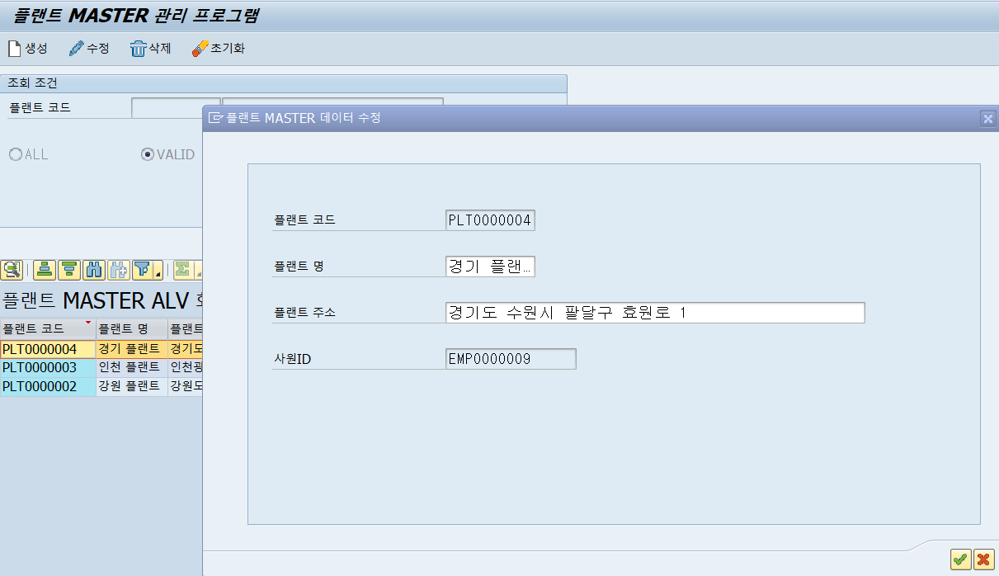 플랜트 MASTER 관리 프로그램
생성 수정 삭제 초기화
조회 조건
플랜트 코드
ALL VALID
플랜트 MASTER ALV
플랜트 코드 플랜트 명 플랜트
PLT0000004 경기 플랜트 경기도
PLT0000003 인천 플랜트 인천광
PLT0000002 강원 플랜트 강원도
플랜트 MASTER 데이터 수정
플랜트 코드 PLT0000004
플랜트 명 경기 플랜…
플랜트 주소 경기도 수원시 팔달구 효원로 1
사원ID EMP0000009